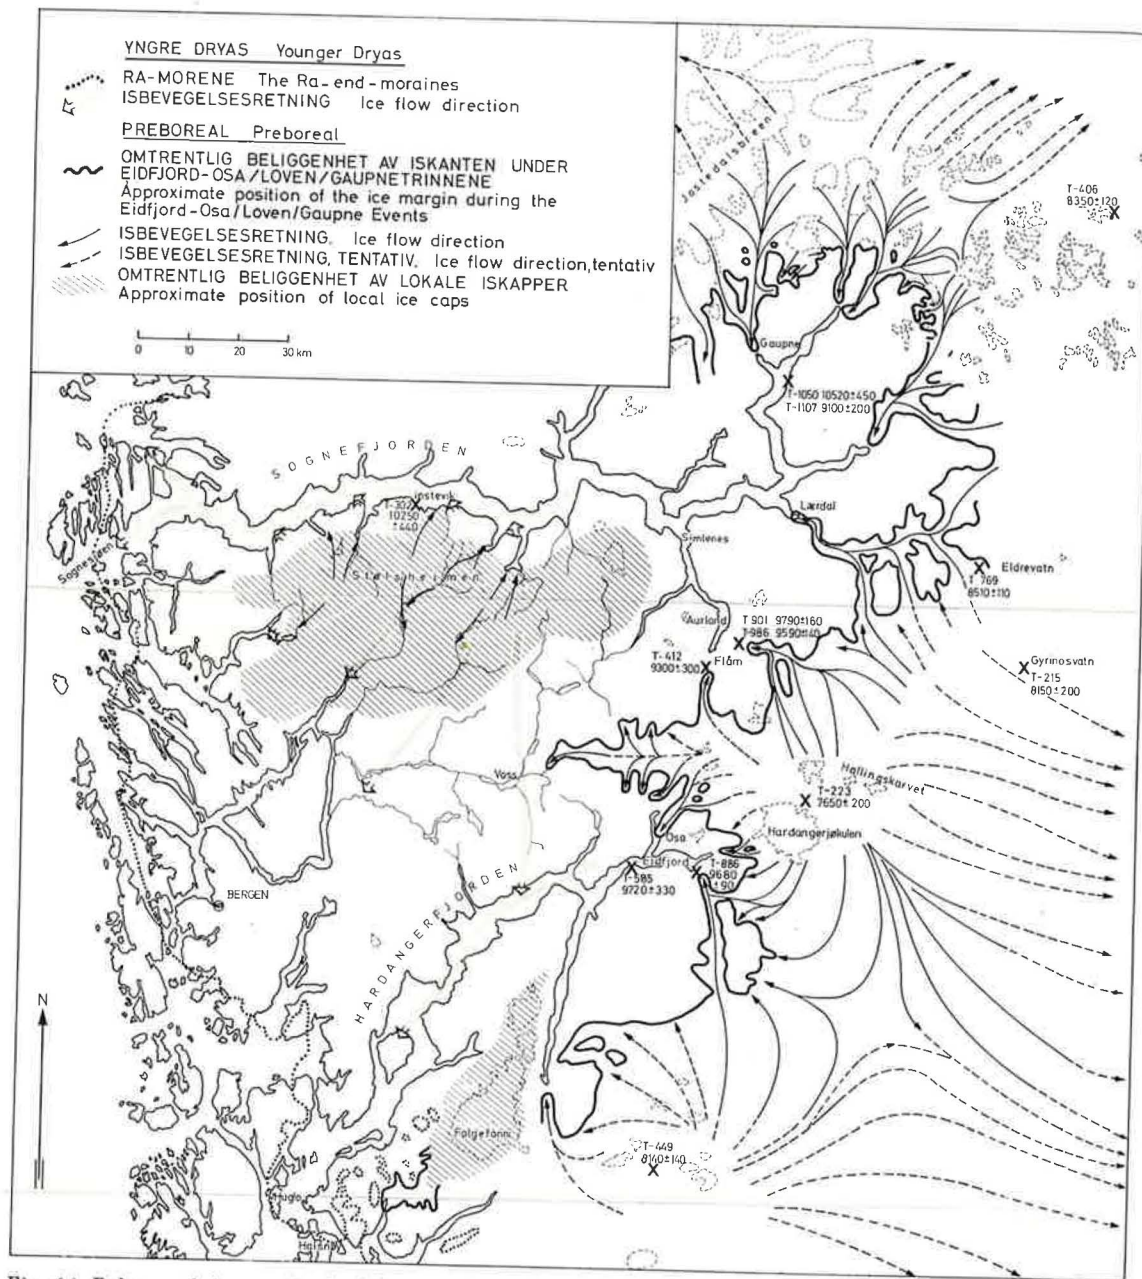 YNGRE DRYAS Younger Dryas
RA-MORENE The Ra-end-moraines
ISBEVEGELSESRETNING Ice flow direction
PREBOREAL Preboreal
OMTRENTLIG BELIGGENHET AV ISKANTEN UNDER
EIDFJORD-OSA/LØVEN/GAUPNETRINNENE
Approximate position of the ice margin during the
Eidfjord-Osa/Loven/Gaupne Events
ISBEVEGELSESRETNING. Ice flow direction
ISBEVEGELSESRETNING, TENTATIV. Ice flow direction, tentativ
OMTRENTLIG BELIGGENHET AV LOKALE ISKAPPER
Approximate position of local ice caps
0 10 20 30 km
Jostedalsbreen
T-406
8350±120
Gaupne
T-1050 10520±450
T-1107 9100±200
SOGNEFJORDEN
T-302
10250
±440
Lærdal
Simlenes
Sognesjøen
Stølsheimen
Eldrevatn
T 769
8510±110
Aurland
T 901 9790±160
T-986 9590±140
T-412
9300±300
Flåm
Gyrinosvatn
T-215
8150±200
Voss
Hallingskarvet
T-223
7650±200
Hardangerjøkulen
Osa
Eidfjord
T-886
9680
±90
T-585
9720±330
BERGEN
HARDANGERFJORDEN
N
Folgefonn
T-449
8140±140
Huglo